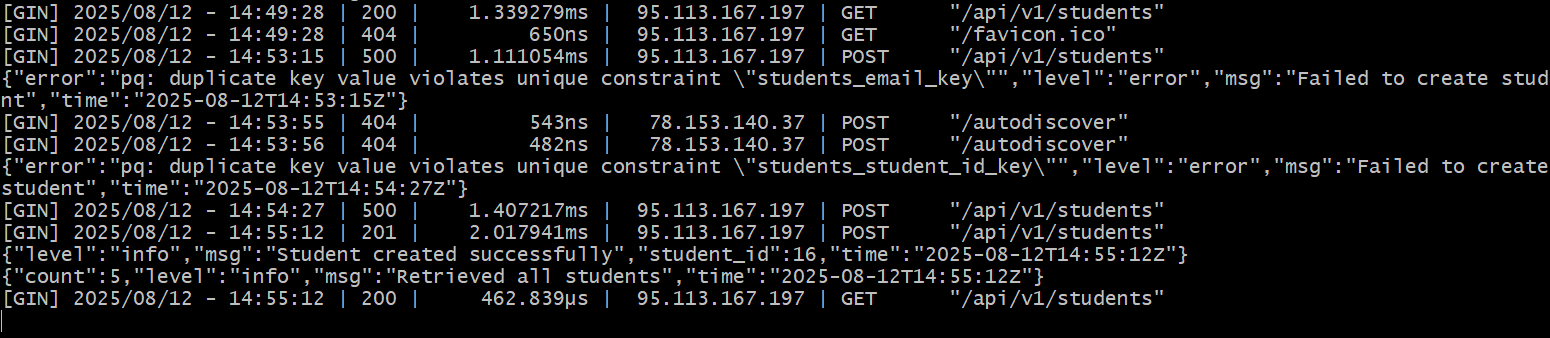 [GIN] 2025/08/12 - 14:49:28 | 200 |    1.339279ms |  95.113.167.197 | GET      "/api/v1/students"
[GIN] 2025/08/12 - 14:49:28 | 404 |         650ns |  95.113.167.197 | GET      "/favicon.ico"
[GIN] 2025/08/12 - 14:53:15 | 500 |    1.111054ms |  95.113.167.197 | POST     "/api/v1/students"
{"error":"pq: duplicate key value violates unique constraint \"students_email_key\"","level":"error","msg":"Failed to create stude
nt","time":"2025-08-12T14:53:15Z"}
[GIN] 2025/08/12 - 14:53:55 | 404 |         543ns |   78.153.140.37 | POST     "/autodiscover"
[GIN] 2025/08/12 - 14:53:56 | 404 |         482ns |   78.153.140.37 | POST     "/autodiscover"
{"error":"pq: duplicate key value violates unique constraint \"students_student_id_key\"","level":"error","msg":"Failed to create
student","time":"2025-08-12T14:54:27Z"}
[GIN] 2025/08/12 - 14:54:27 | 500 |    1.407217ms |  95.113.167.197 | POST     "/api/v1/students"
[GIN] 2025/08/12 - 14:55:12 | 201 |    2.017941ms |  95.113.167.197 | POST     "/api/v1/students"
{"level":"info","msg":"Student created successfully","student_id":16,"time":"2025-08-12T14:55:12Z"}
{"count":5,"level":"info","msg":"Retrieved all students","time":"2025-08-12T14:55:12Z"}
[GIN] 2025/08/12 - 14:55:12 | 200 |     462.839µs |  95.113.167.197 | GET      "/api/v1/students"